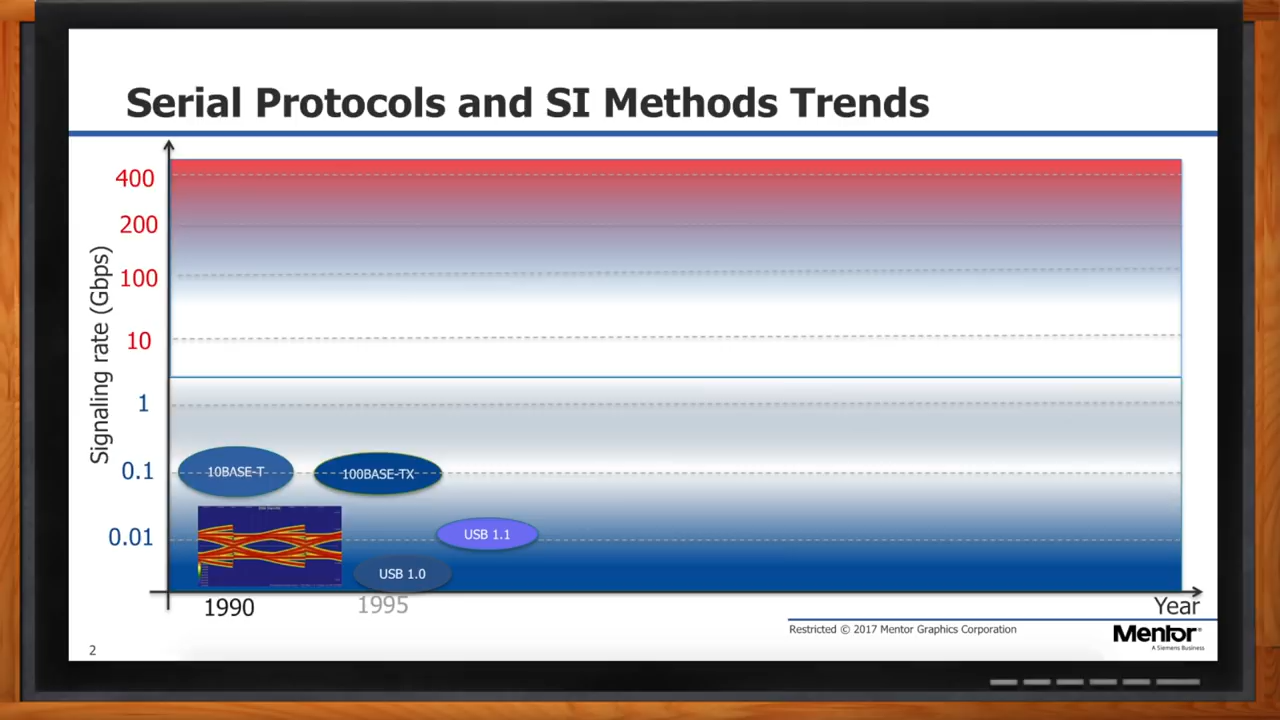 Serial Protocols and SI Methods Trends
Signaling rate (Gbps)
400
200
100
10
1
0.1
0.01
10BASE-T
100BASE-TX
USB 1.1
USB 1.0
1990
1995
Year
Restricted © 2017 Mentor Graphics Corporation
Mentor®
A Siemens Business
2